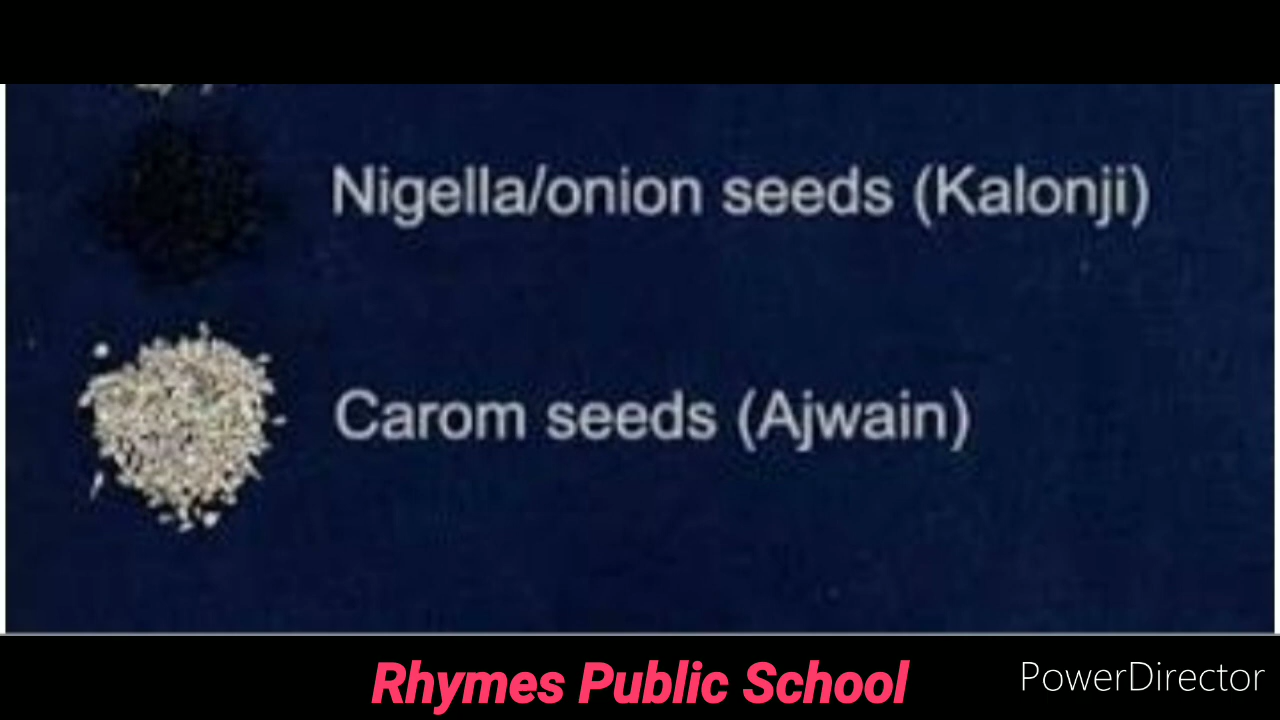 Nigella/onion seeds (Kalonji)
Carom seeds (Ajwain)
Rhymes Public School
PowerDirector